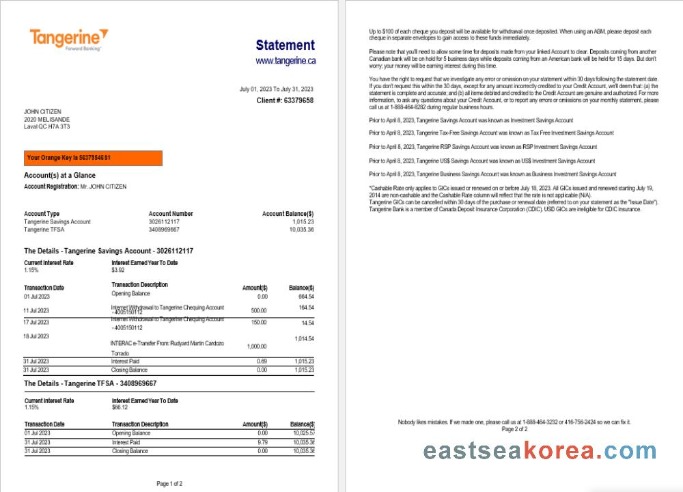 TANGERINE
Forward Banking
Statement
www.tangerine.ca
July 01, 2023 To July 31, 2023
Client #: 63379658
JOHN CITIZEN
2020 MELISANDE
Laval QC H7A 3T3
Your Orange Key is
Account(s) at a Glance
Account Registration: Mr. JOHN CITIZEN
Account Type Account Number Account Balance($)
Tangerine Savings Account 3026112117 1,015.23
Tangerine TFSA 3408969667 10,035.36
The Details - Tangerine Savings Account - 3026112117
Current Interest Rate Interest Earned Year To Date
1.15% $3.92
Transaction Date Transaction Description Amount($) Balance($)
01 Jul 2023 Opening Balance 0.00 664.54
11 Jul 2023 Internet Withdrawal to Tangerine Chequing Account 500.00 164.54
- 4005150112
17 Jul 2023 Internet Withdrawal to Tangerine Chequing Account 150.00 14.54
- 4005150112
18 Jul 2023 1,014.54
INTERAC e-Transfer From: Rudyard Martin Cardozo 1,000.00
Torrado
31 Jul 2023 Interest Paid 0.69 1,015.23
31 Jul 2023 Closing Balance 0.00 1,015.23
The Details - Tangerine TFSA - 3408969667
Current Interest Rate Interest Earned Year To Date
1.15% $66.12
Transaction Date Transaction Description Amount($) Balance($)
01 Jul 2023 Opening Balance 0.00 10,025.57
31 Jul 2023 Interest Paid 9.79 10,035.36
31 Jul 2023 Closing Balance 0.00 10,035.36
Page 1 of 2
Up to $100 of each cheque you deposit will be available for withdrawal once deposited. When using an ABM, please deposit each
cheque in separate envelopes to gain access to these funds immediately.
Please note that you'll need to allow some time for deposits made from your linked Account to clear. Deposits coming from another
Canadian bank will be on hold for 5 business days while deposits coming from an American bank will be held for 15 days. But don't
worry: your money will be earning interest during this time.
You have the right to request that we investigate any error or omission on your statement within 30 days following the statement date.
If you don't request this within the 30 days, except for any amount incorrectly credited to your Credit Account, we'll deem that: (a) the
statement is complete and accurate; and (b) all items debited and credited to the Credit Account are genuine and authorized. For more
information, to ask any questions about your Credit Account, or to report any errors or omissions on your monthly statement, please
call us at during regular business hours.
Prior to April 8, 2023, Tangerine Savings Account was known as Investment Savings Account
Prior to April 8, 2023, Tangerine Tax-Free Savings Account was known as Tax Free Investment Savings Account
Prior to April 8, 2023, Tangerine RSP Savings Account was known as RSP Investment Savings Account
Prior to April 8, 2023, Tangerine US$ Savings Account was known as US$ Investment Savings Account
Prior to April 8, 2023, Tangerine Business Savings Account was known as Business Investment Savings Account
*Cashable Rate only applies to GICs issued or renewed on or before July 18, 2023. All GICs issued and renewed starting July 19,
2014 are non-cashable and the Cashable Rate column will reflect that the rate is not applicable (N/A).
Tangerine GICs can be cancelled within 30 days of the purchase or renewal date (referred to on your statement as the "Issue Date").
Tangerine Bank is a member of Canada Deposit Insurance Corporation (CDIC). USD GICs are ineligible for CDIC insurance.
Nobody likes mistakes. If we made one, please call us at 1-888-464-3232 or 416-756-2424 so we can fix it.
Page 2 of 2
eastseakorea.com